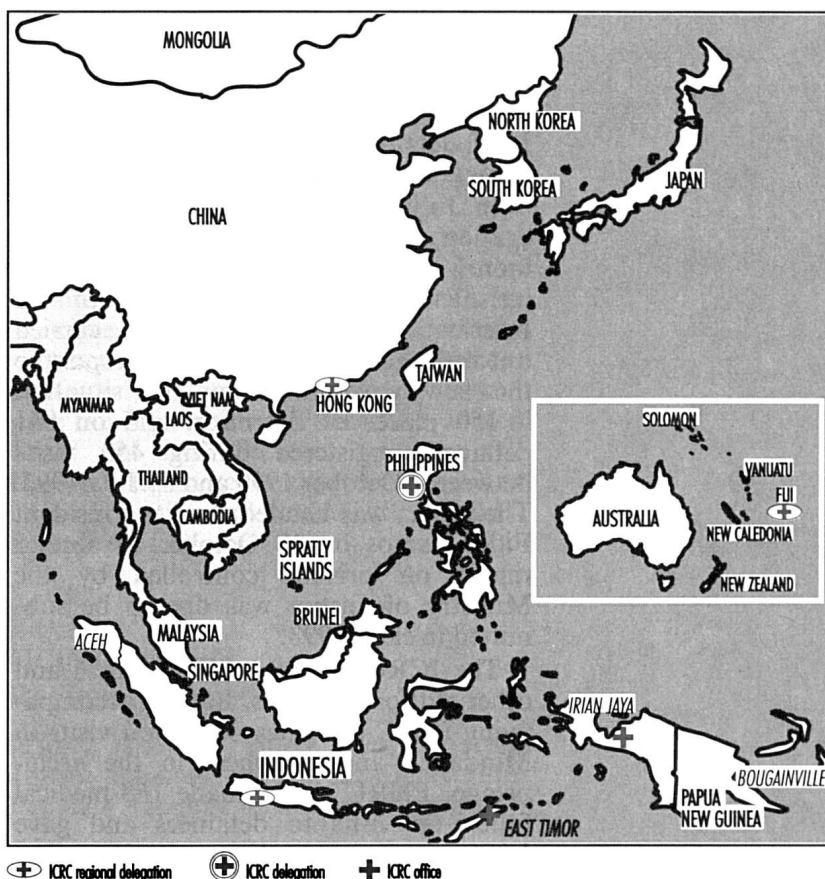 MONGOLIA
NORTH KOREA
SOUTH KOREA
JAPAN
CHINA
TAIWAN
HONG KONG
MYANMAR
VIET NAM
LAOS
THAILAND
CAMBODIA
PHILIPPINES
SPRATLY
ISLANDS
BRUNEI
MALAYSIA
ACEH
SINGAPORE
INDONESIA
IRIAN JAYA
EAST TIMOR
PAPUA
NEW GUINEA
BOUGAINVILLE
SOLOMON
VANUATU
FIJI
AUSTRALIA
NEW CALEDONIA
NEW ZEALAND
ICRC regional delegation ICRC delegation ICRC office